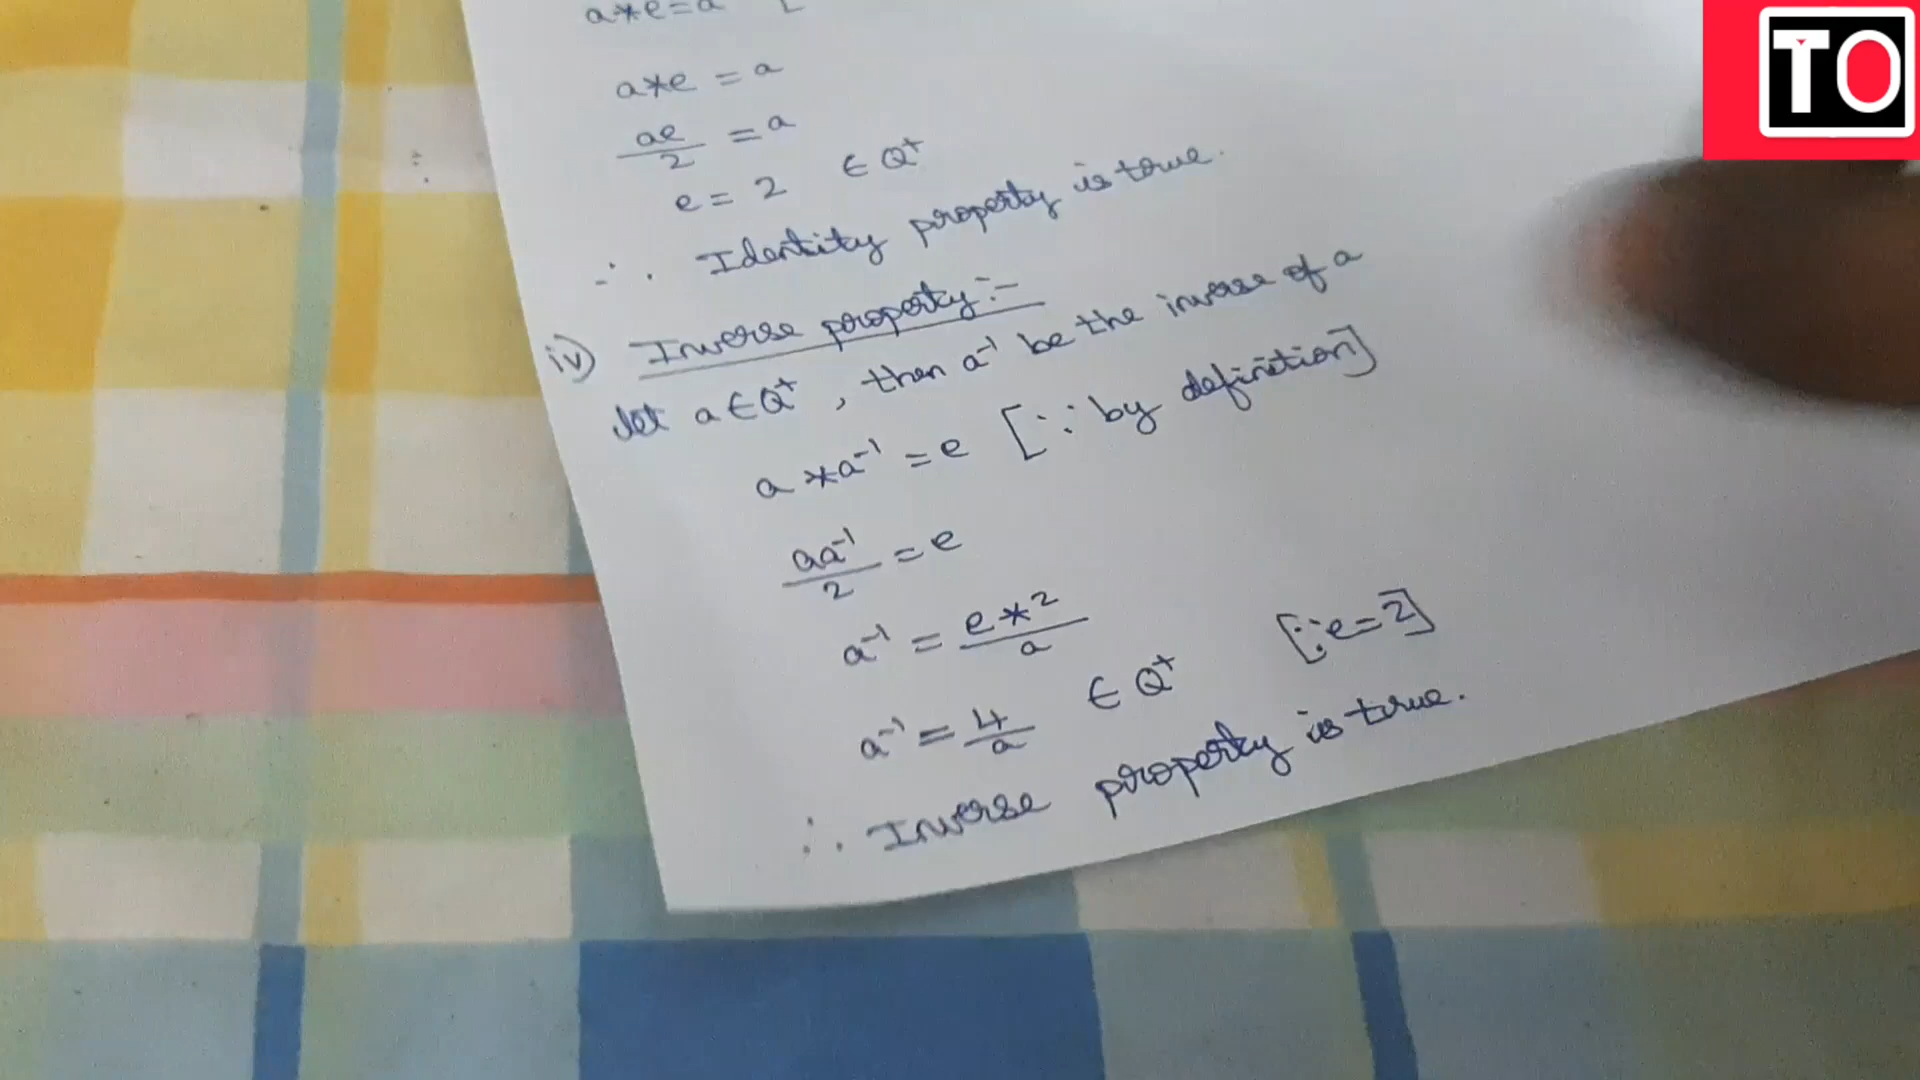 a*e=a [
a*e = a
ae/2 = a
e = 2 ∈ Q⁺
∴ Identity property is true.
iv) Inverse property:-
let a∈Q⁺, then a⁻¹ be the inverse of a
a*a⁻¹ = e [∵ by definition]
aa⁻¹/2 = e
a⁻¹ = e*2/a
a⁻¹ = 4/a ∈ Q⁺ [∵ e=2]
∴ Inverse property is true.
TO